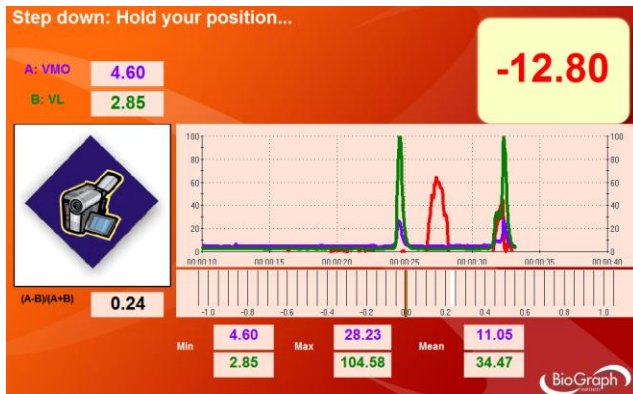 Step down: Hold your position...
-12.80
A: VMO 4.60
B: VL 2.85
100 100
80 80
60 60
40 40
20 20
0 0
00:00:10 00:00:15 00:00:20 00:00:25 00:00:30 00:00:35 00:00:40
-1.0 -0.8 -0.6 -0.4 -0.2 0.0 0.2 0.4 0.6 0.8 1.0
(A-B)/(A+B) 0.24
Min 4.60 Max 28.23 Mean 11.05
2.85 104.58 34.47
BioGraph